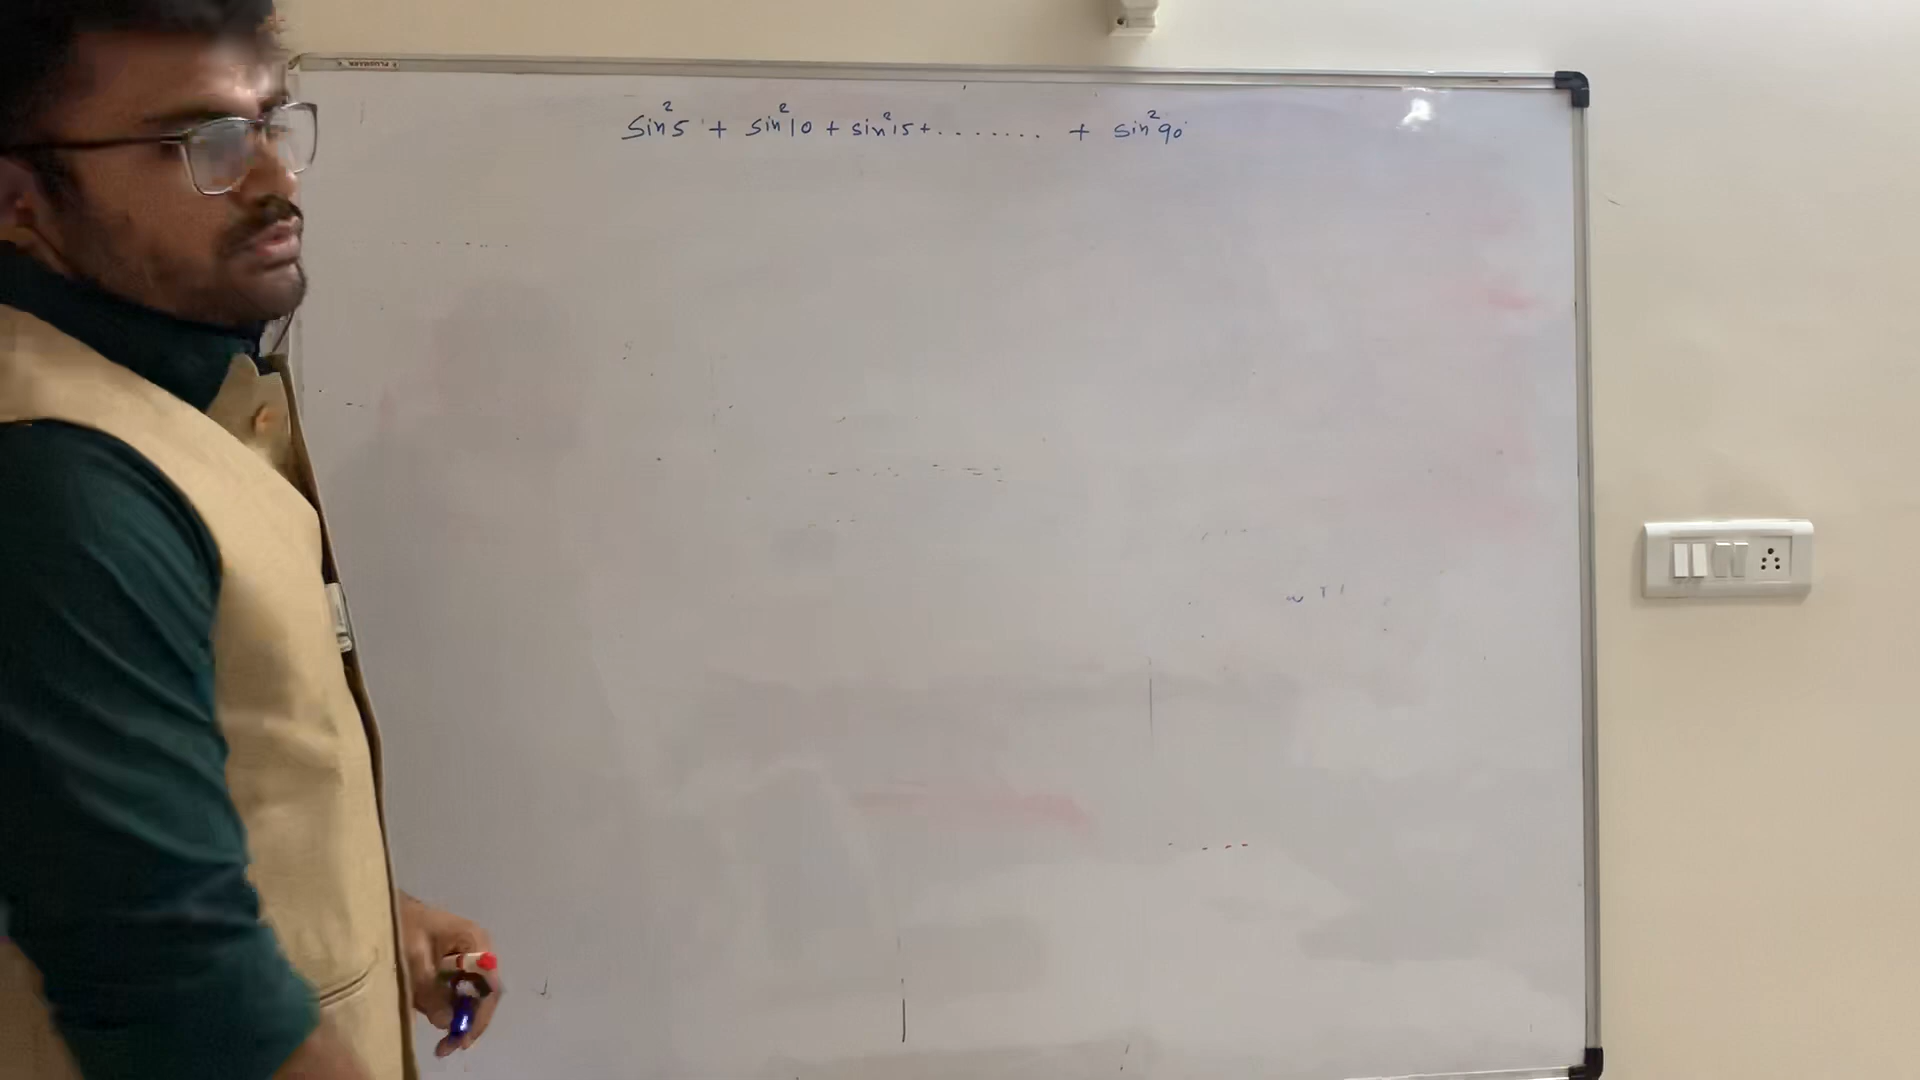 sin²5 + sin²10 + sin²15 + ........ + sin²90